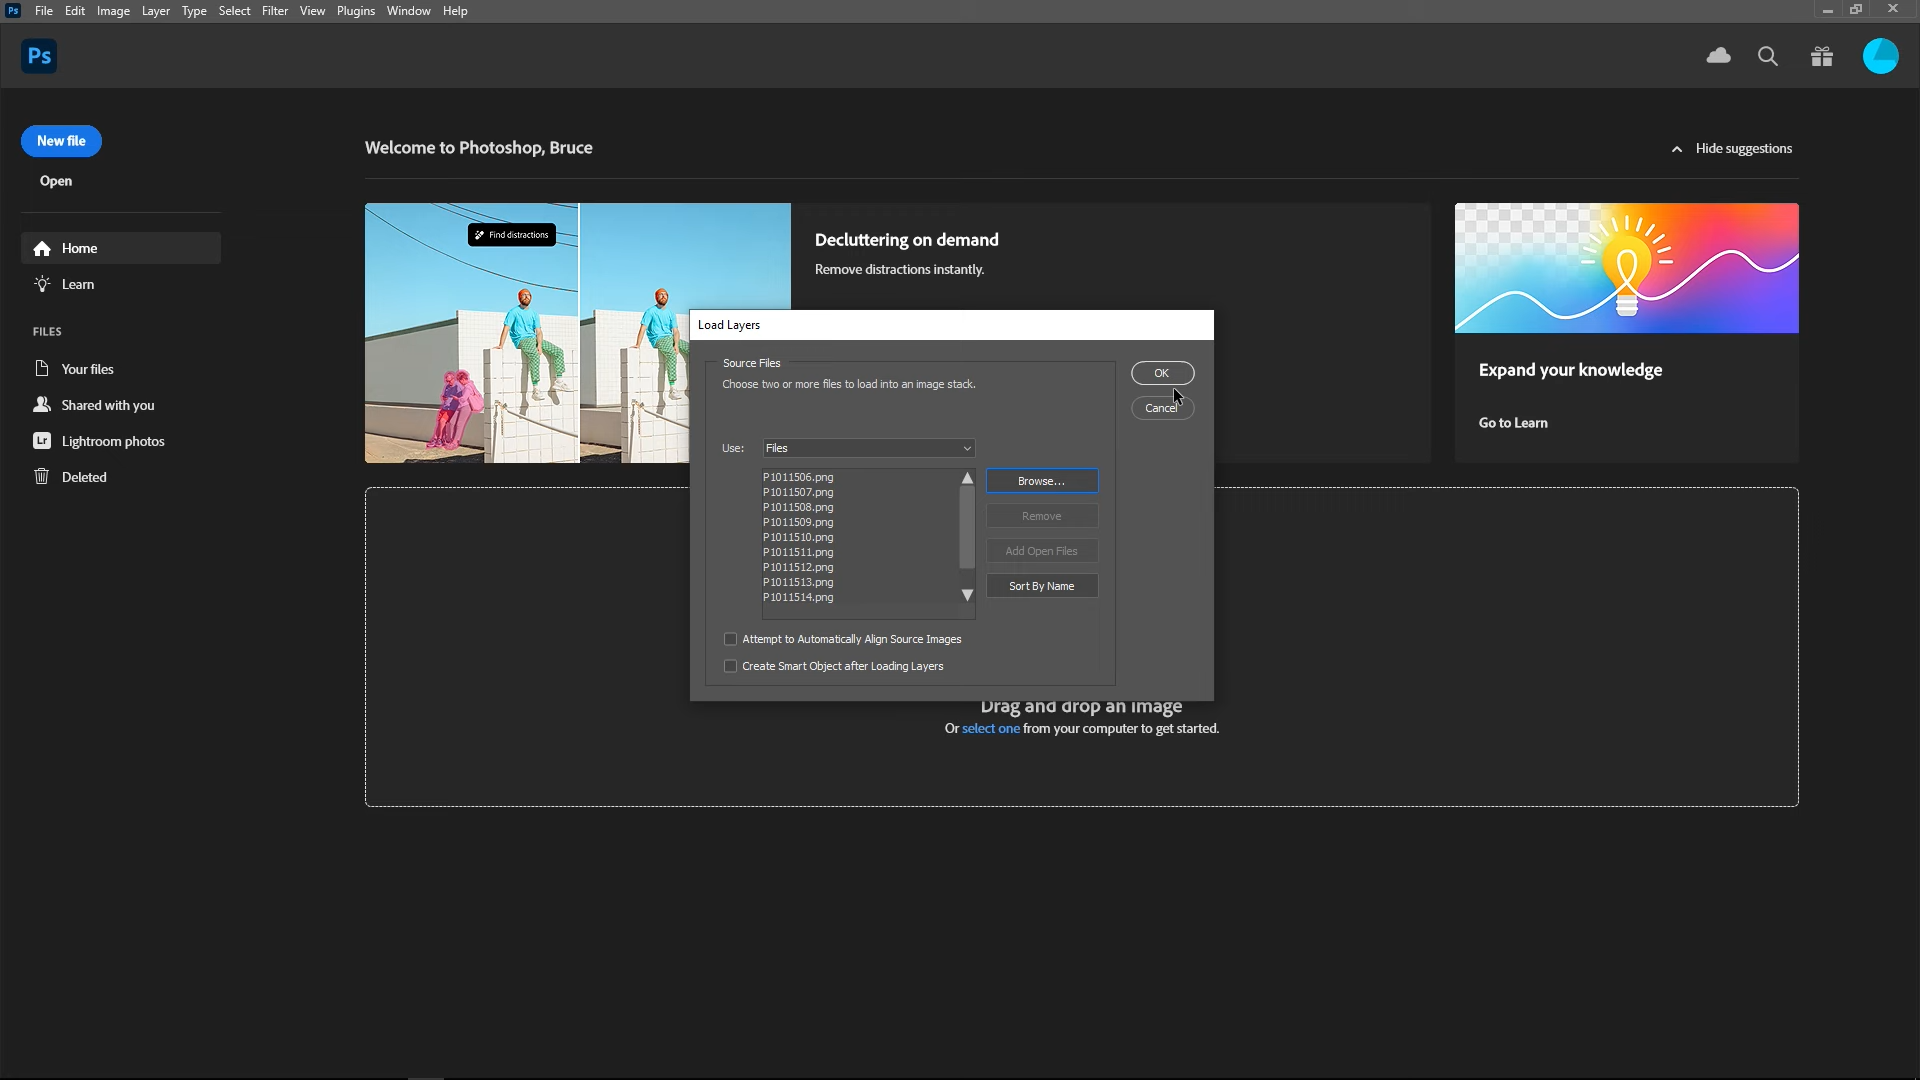 Ps File Edit Image Layer Type Select Filter View Plugins Window Help
Ps
New file
Open
Home
Learn
FILES
Your files
Shared with you
Lr Lightroom photos
Deleted
Welcome to Photoshop, Bruce
Hide suggestions
Find distractions
Decluttering on demand
Remove distractions instantly.
Expand your knowledge
Go to Learn
Load Layers
Source Files
Choose two or more files to load into an image stack.
OK
Cancel
Use: Files
P1011506.png
P1011507.png
P1011508.png
P1011509.png
P1011510.png
P1011511.png
P1011512.png
P1011513.png
P1011514.png
Browse...
Remove
Add Open Files
Sort By Name
Attempt to Automatically Align Source Images
Create Smart Object after Loading Layers
Drag and drop an image
Or select one from your computer to get started.